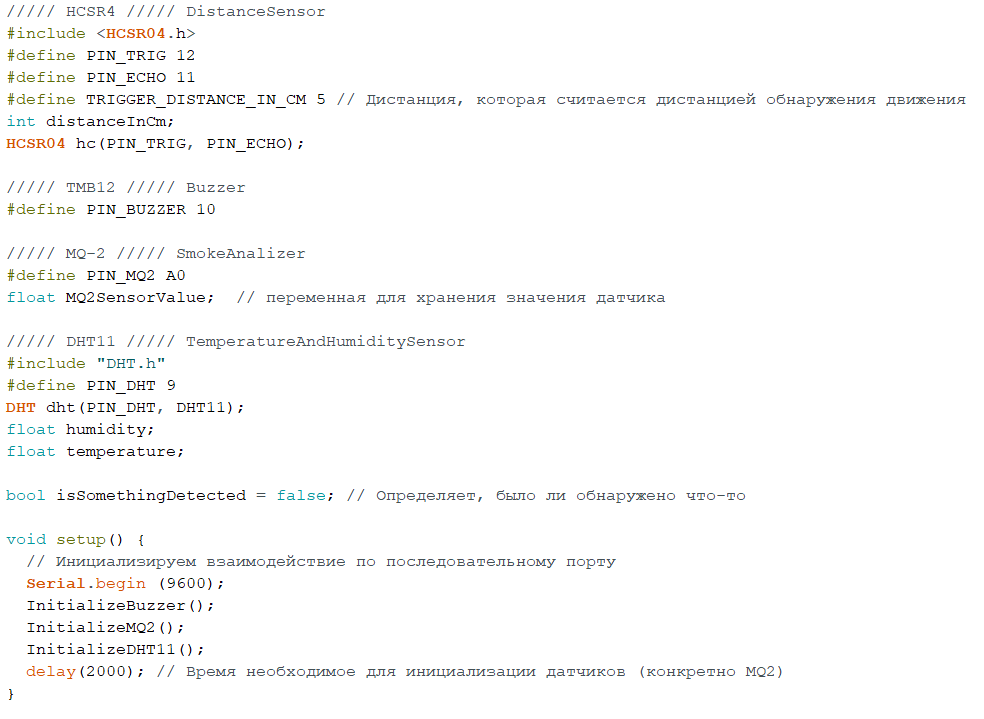 ///// HCSR4 ///// DistanceSensor
#include <HCSR04.h>
#define PIN_TRIG 12
#define PIN_ECHO 11
#define TRIGGER_DISTANCE_IN_CM 5 // Дистанция, которая считается дистанцией обнаружения движения
int distanceInCm;
HCSR04 hc(PIN_TRIG, PIN_ECHO);

///// TMB12 ///// Buzzer
#define PIN_BUZZER 10

///// MQ-2 ///// SmokeAnalizer
#define PIN_MQ2 A0
float MQ2SensorValue;  // переменная для хранения значения датчика

///// DHT11 ///// TemperatureAndHumiditySensor
#include "DHT.h"
#define PIN_DHT 9
DHT dht(PIN_DHT, DHT11);
float humidity;
float temperature;

bool isSomethingDetected = false; // Определяет, было ли обнаружено что-то

void setup() {
  // Инициализируем взаимодействие по последовательному порту
  Serial.begin (9600);
  InitializeBuzzer();
  InitializeMQ2();
  InitializeDHT11();
  delay(2000); // Время необходимое для инициализации датчиков (конкретно MQ2)
}